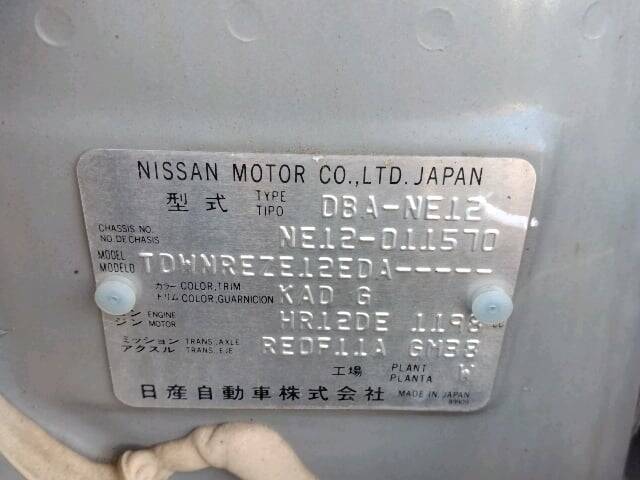 NISSAN MOTOR CO.,LTD. JAPAN
型式 TYPE TIPO DBA-NE12
CHASSIS NO. NO. DE CHASIS NE12-011570
MODEL MODELO TDWNREZE12EDA-----
カラー COLOR, TRIM トリム COLOR, GUARNICION KAD G
ン ENGINE ジン MOTOR HR12DE 1198 cc
ミッション TRANS., AXLE アクスル TRANS., EJE RE0F11A GM38
工場 PLANT PLANTA W
日産自動車株式会社 MADE IN JAPAN